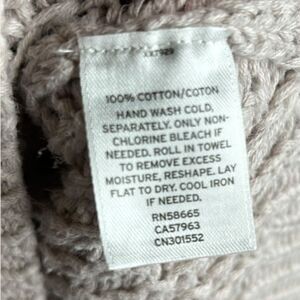 100% COTTON/COTON
HAND WASH COLD,
SEPARATELY. ONLY NON-
CHLORINE BLEACH IF
NEEDED. ROLL IN TOWEL
TO REMOVE EXCESS
MOISTURE, RESHAPE. LAY
FLAT TO DRY. COOL IRON
IF NEEDED.
RN58665
CA57963
CN301552